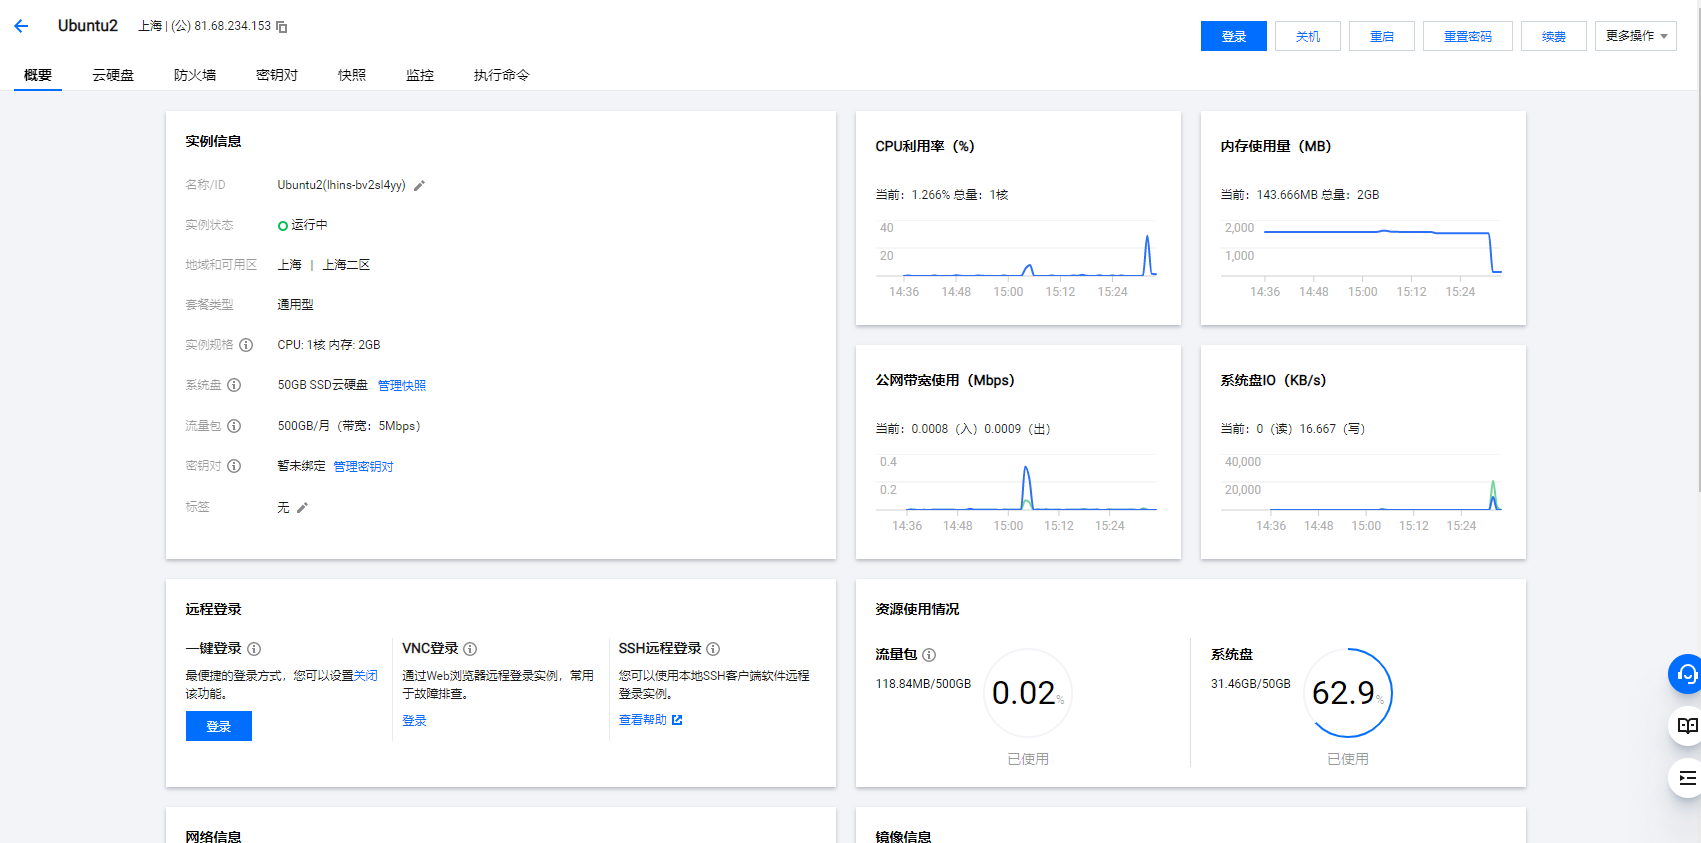 Ubuntu2 上海 | (公) 81.68.234.153
登录 关机 重启 重置密码 续费 更多操作
概要 云硬盘 防火墙 密钥对 快照 监控 执行命令
实例信息
名称/ID Ubuntu2(lhins-bv2sl4yy)
实例状态 运行中
地域和可用区 上海 | 上海二区
套餐类型 通用型
实例规格 CPU: 1核 内存: 2GB
系统盘 50GB SSD云硬盘 管理快照
流量包 500GB/月（带宽：5Mbps）
密钥对 暂未绑定 管理密钥对
标签 无
CPU利用率（%）
当前：1.266% 总量：1核
40
20
14:36 14:48 15:00 15:12 15:24
内存使用量（MB）
当前：143.666MB 总量：2GB
2,000
1,000
14:36 14:48 15:00 15:12 15:24
公网带宽使用（Mbps）
当前：0.0008（入）0.0009（出）
0.4
0.2
14:36 14:48 15:00 15:12 15:24
系统盘IO（KB/s）
当前：0（读）16.667（写）
40,000
20,000
14:36 14:48 15:00 15:12 15:24
远程登录
一键登录
最便捷的登录方式，您可以设置关闭
该功能。
登录
VNC登录
通过Web浏览器远程登录实例，常用
于故障排查。
登录
SSH远程登录
您可以使用本地SSH客户端软件远程
登录实例。
查看帮助
资源使用情况
流量包
118.84MB/500GB
0.02%
已使用
系统盘
31.46GB/50GB
62.9%
已使用
网络信息
镜像信息